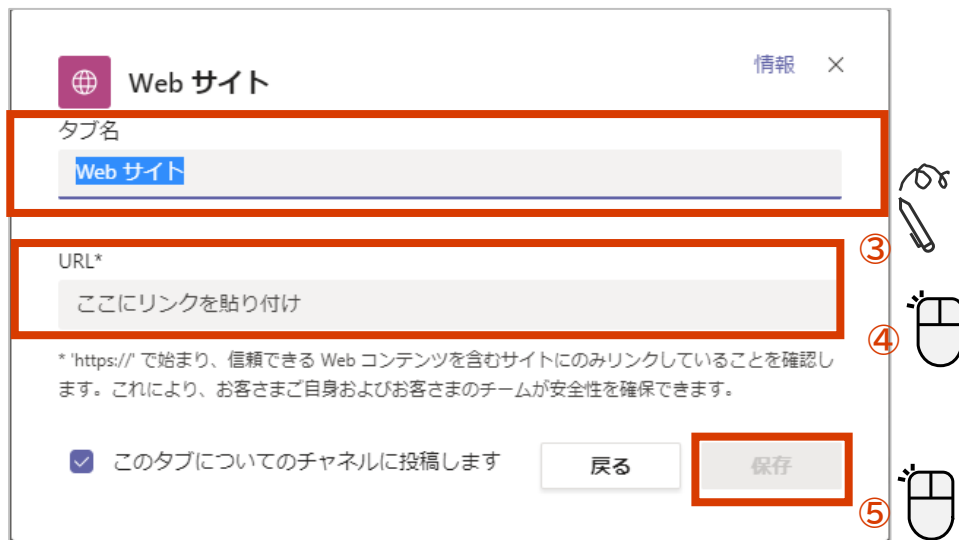 Web サイト
情報
タブ名
Web サイト
③
URL*
ここにリンクを貼り付け
④
* 'https://' で始まり、信頼できる Web コンテンツを含むサイトにのみリンクしていることを確認し
ます。これにより、お客さまご自身およびお客さまのチームが安全性を確保できます。
このタブについてのチャネルに投稿します
戻る
保存
⑤